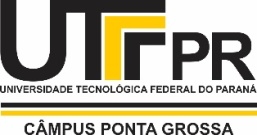 UTFPR
UNIVERSIDADE TECNOLÓGICA FEDERAL DO PARANÁ
CÂMPUS PONTA GROSSA